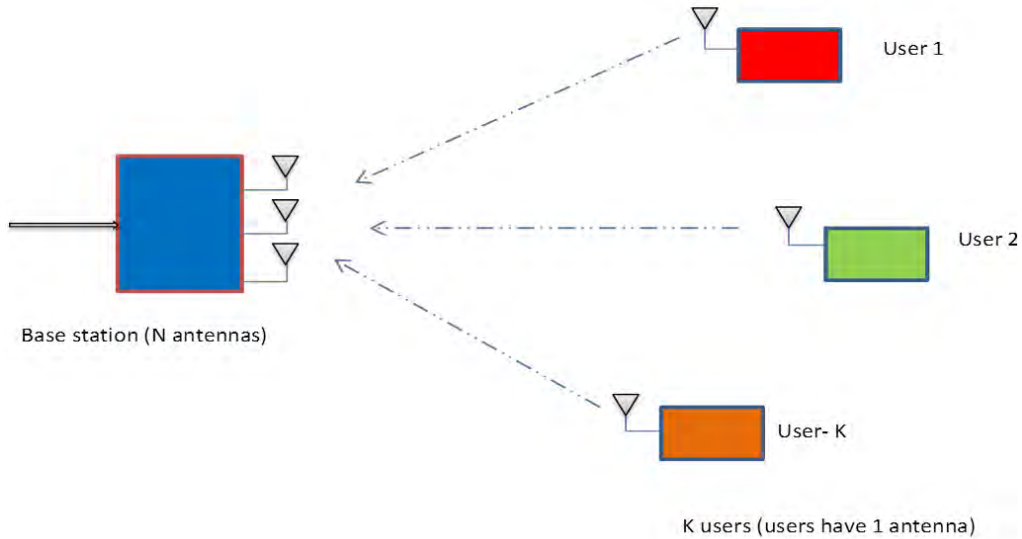 User 1
User 2
Base station (N antennas)
User- K
K users (users have 1 antenna)